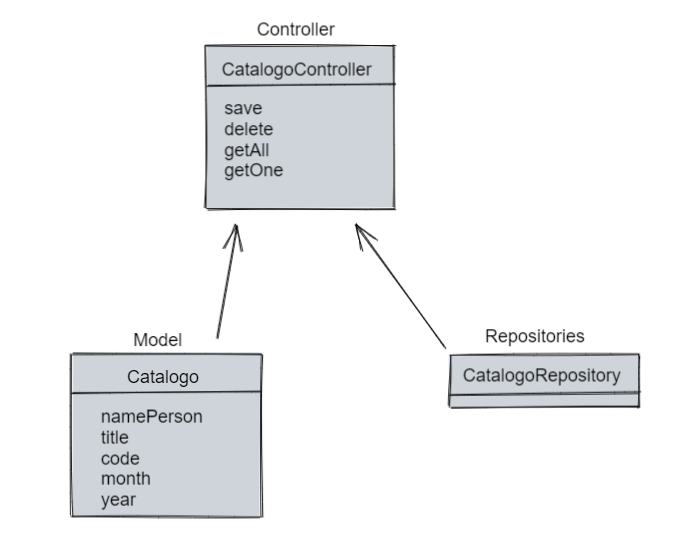 Controller
CatalogoController
save
delete
getAll
getOne
Model
Catalogo
namePerson
title
code
month
year
Repositories
CatalogoRepository